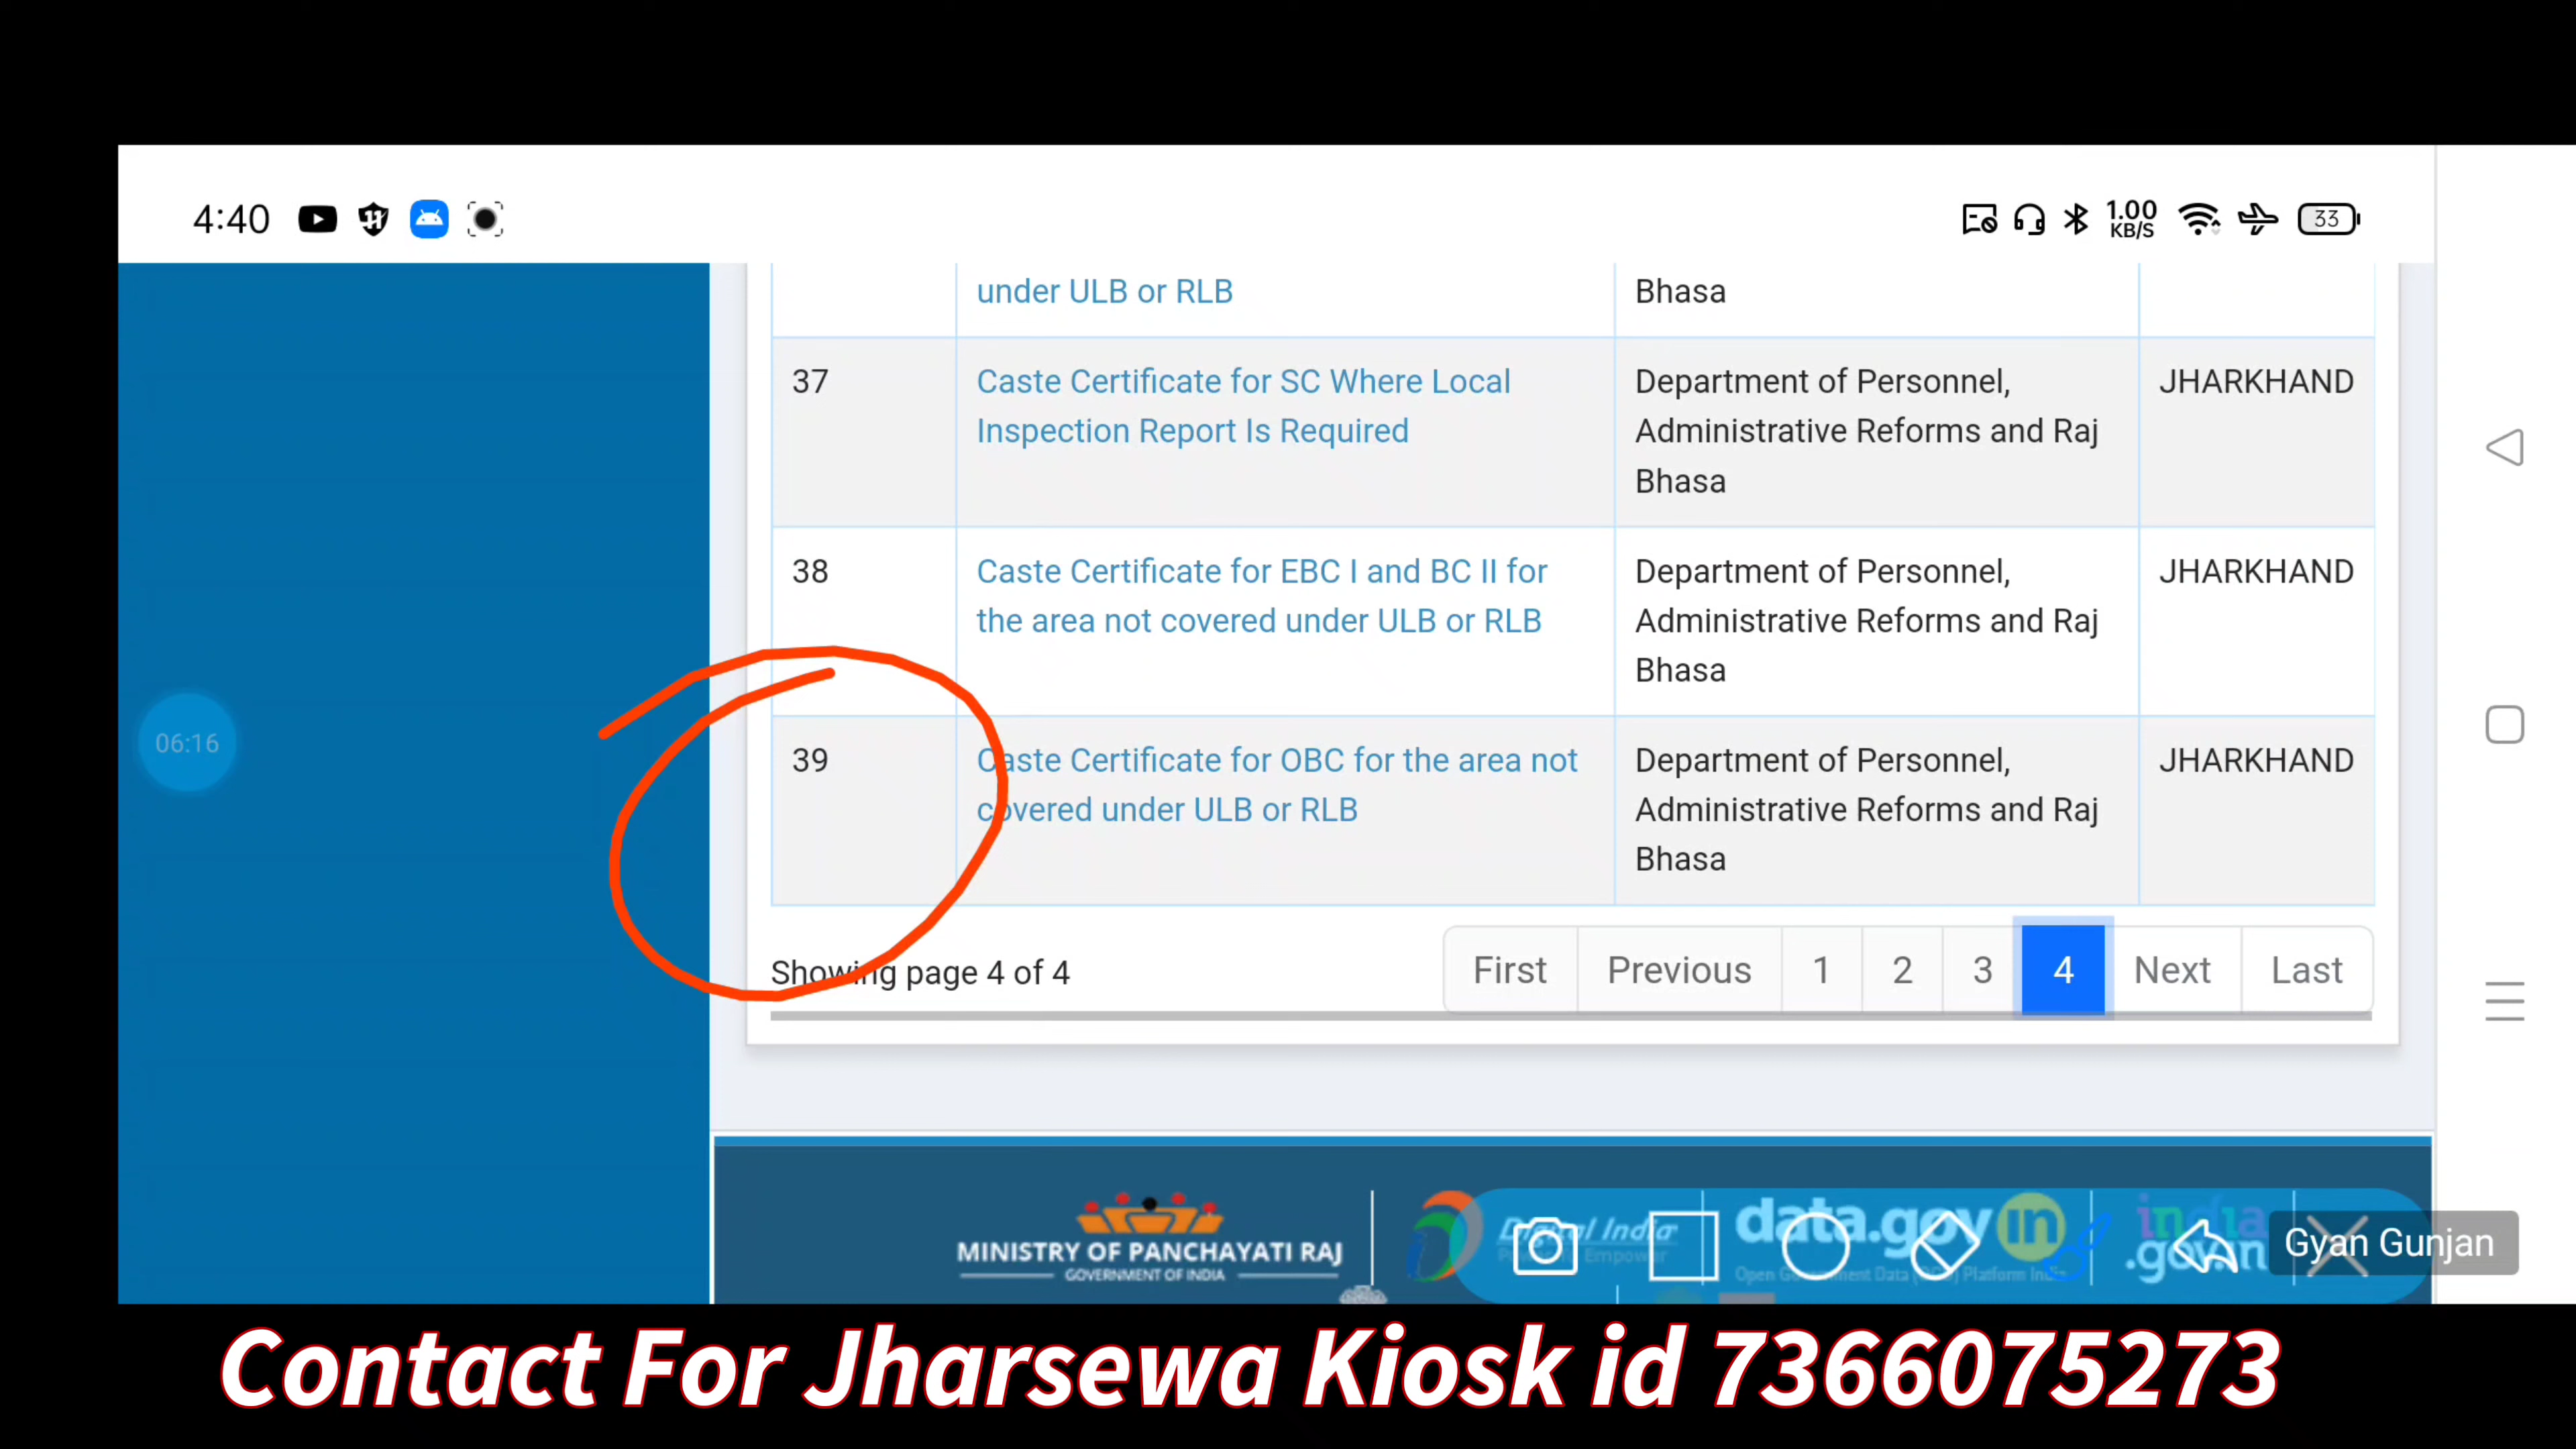 4:40
1.00
KB/S
33
under ULB or RLB
Bhasa
37
Caste Certificate for SC Where Local
Inspection Report Is Required
Department of Personnel,
Administrative Reforms and Raj
Bhasa
JHARKHAND
38
Caste Certificate for EBC I and BC II for
the area not covered under ULB or RLB
Department of Personnel,
Administrative Reforms and Raj
Bhasa
JHARKHAND
06:16
39
Caste Certificate for OBC for the area not
covered under ULB or RLB
Department of Personnel,
Administrative Reforms and Raj
Bhasa
JHARKHAND
Showing page 4 of 4
First Previous 1 2 3 4 Next Last
MINISTRY OF PANCHAYATI RAJ
GOVERNMENT OF INDIA
Digital India
data.gov in
india
.gov.in
Gyan Gunjan
Contact For Jharsewa Kiosk id 7366075273